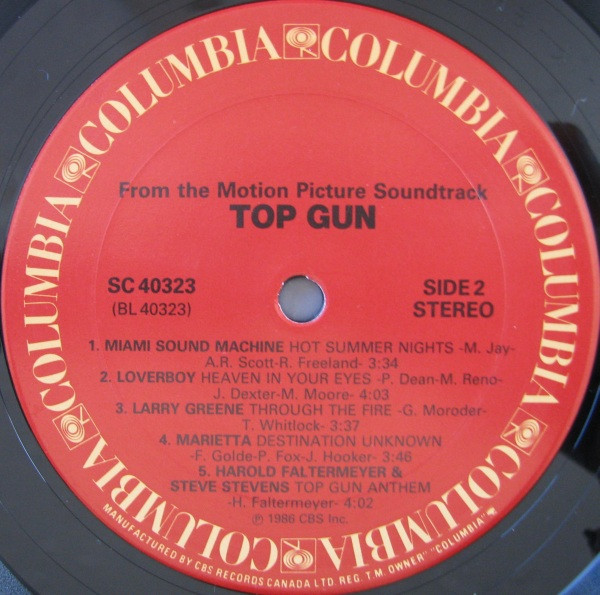 COLUMBIA COLUMBIA COLUMBIA COLUMBIA COLUMBIA COLUMBIA
From the Motion Picture Soundtrack
TOP GUN
SC 40323
(BL 40323)
SIDE 2
STEREO
1. MIAMI SOUND MACHINE HOT SUMMER NIGHTS -M. Jay-
A.R. Scott-R. Freeland- 3:34
2. LOVERBOY HEAVEN IN YOUR EYES -P. Dean-M. Reno-
J. Dexter-M. Moore- 4:03
3. LARRY GREENE THROUGH THE FIRE -G. Moroder-
T. Whitlock- 3:37
4. MARIETTA DESTINATION UNKNOWN
-F. Golde-P. Fox-J. Hooker- 3:46
5. HAROLD FALTERMEYER &
STEVE STEVENS TOP GUN ANTHEM
-H. Faltermeyer- 4:02
℗ 1986 CBS Inc.
MANUFACTURED BY CBS RECORDS CANADA LTD. REG. T.M. OWNER "COLUMBIA"